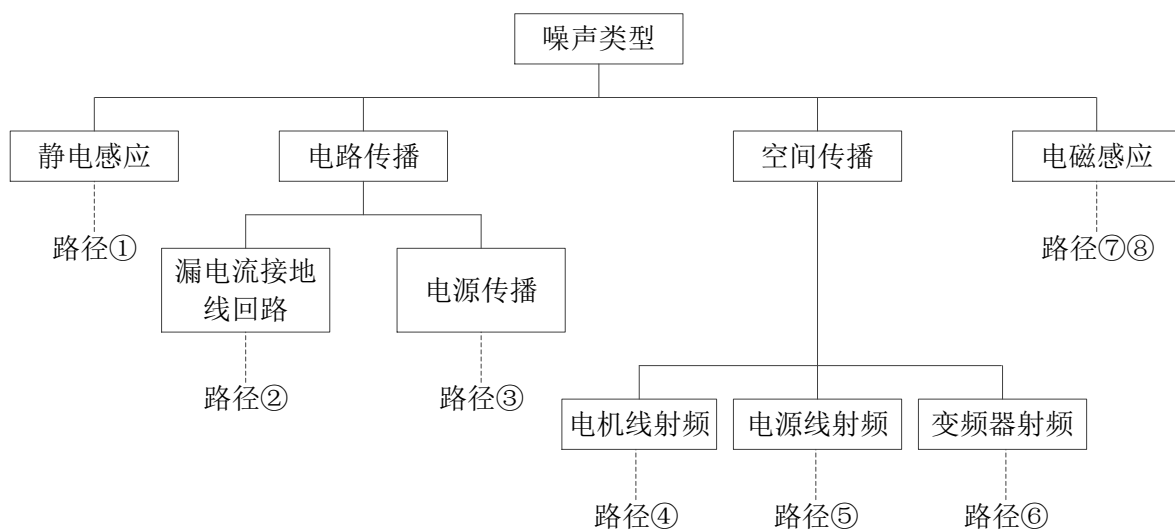 噪声类型
静电感应
电路传播
空间传播
电磁感应
路径①
漏电流接地
线回路
电源传播
路径⑦⑧
路径②
路径③
电机线射频
电源线射频
变频器射频
路径④
路径⑤
路径⑥